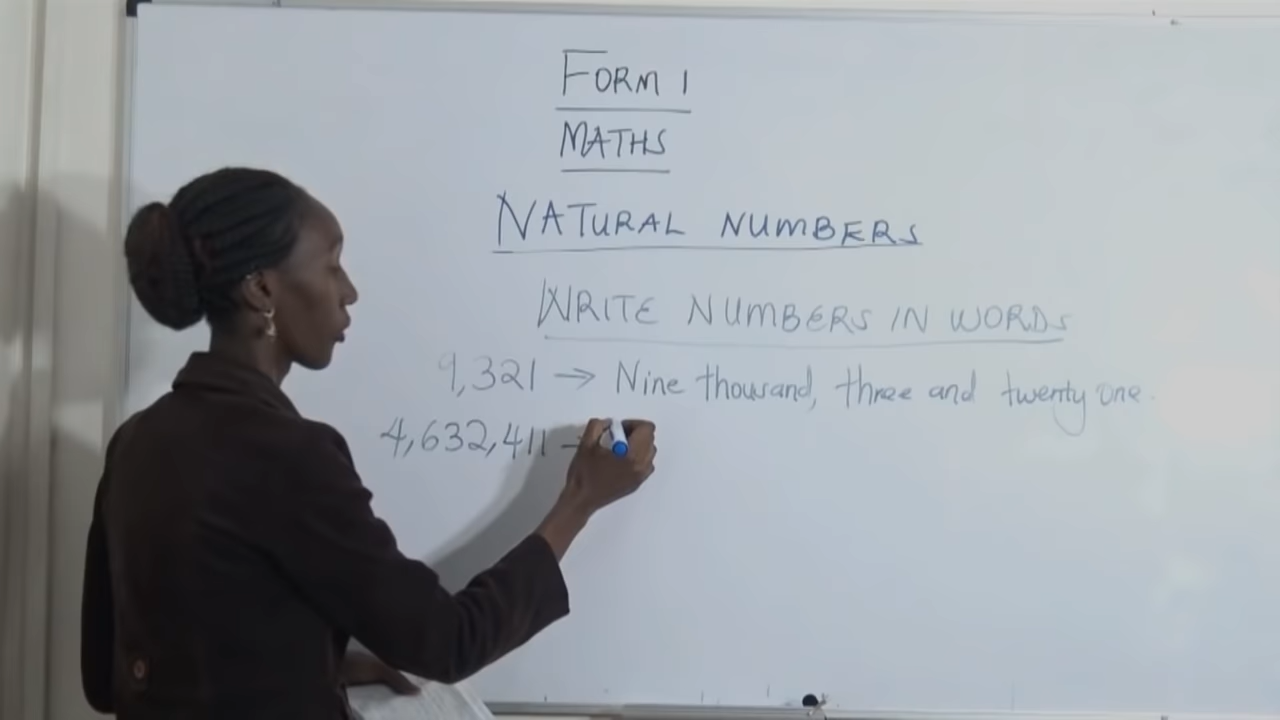 FORM 1
MATHS
NATURAL NUMBERS
WRITE NUMBERS IN WORDS
9,321 → Nine thousand, three and twenty one.
4,632,411 →